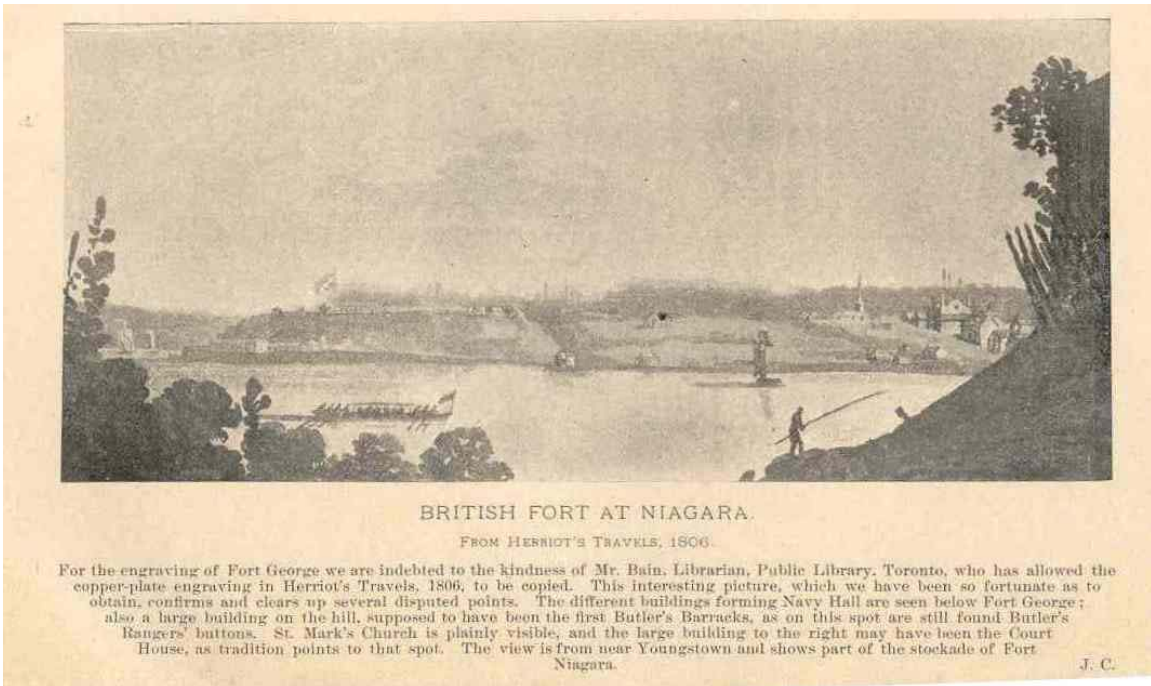 BRITISH FORT AT NIAGARA.
FROM HERRIOT'S TRAVELS, 1806.
For the engraving of Fort George we are indebted to the kindness of Mr. Bain, Librarian, Public Library, Toronto, who has allowed the
copper-plate engraving in Herriot's Travels, 1806, to be copied. This interesting picture, which we have been so fortunate as to
obtain, confirms and clears up several disputed points. The different buildings forming Navy Hall are seen below Fort George;
also a large building on the hill, supposed to have been the first Butler's Barracks, as on this spot are still found Butler's
Rangers' buttons. St. Mark's Church is plainly visible, and the large building to the right may have been the Court
House, as tradition points to that spot. The view is from near Youngstown and shows part of the stockade of Fort
Niagara. J. C.